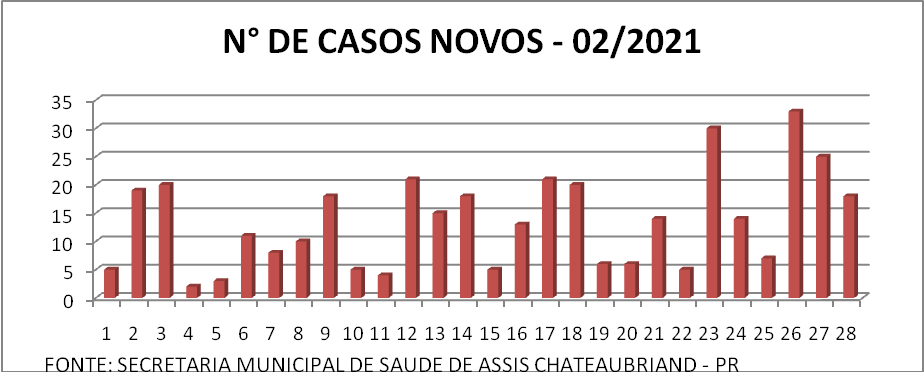 N° DE CASOS NOVOS - 02/2021
35
30
25
20
15
10
5
0
1 2 3 4 5 6 7 8 9 10 11 12 13 14 15 16 17 18 19 20 21 22 23 24 25 26 27 28
FONTE: SECRETARIA MUNICIPAL DE SAUDE DE ASSIS CHATEAUBRIAND - PR